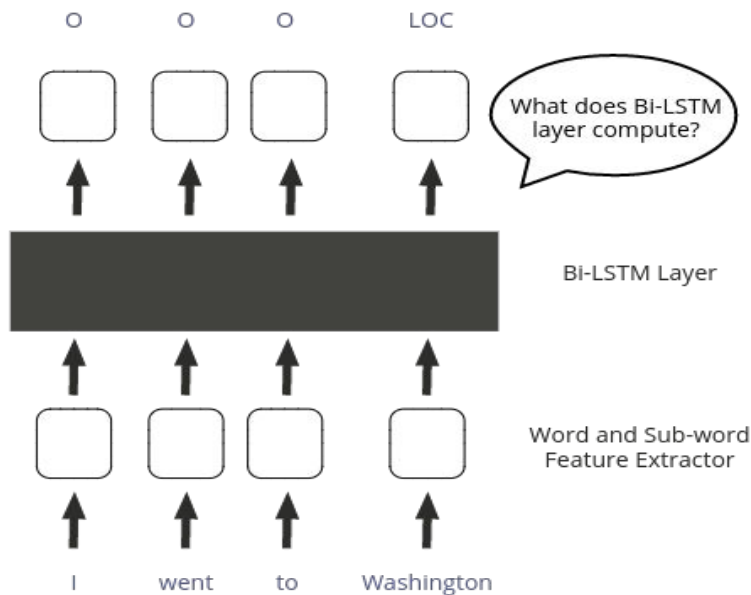 O O O LOC
What does Bi-LSTM
layer compute?
Bi-LSTM Layer
Word and Sub-word
Feature Extractor
I went to Washington